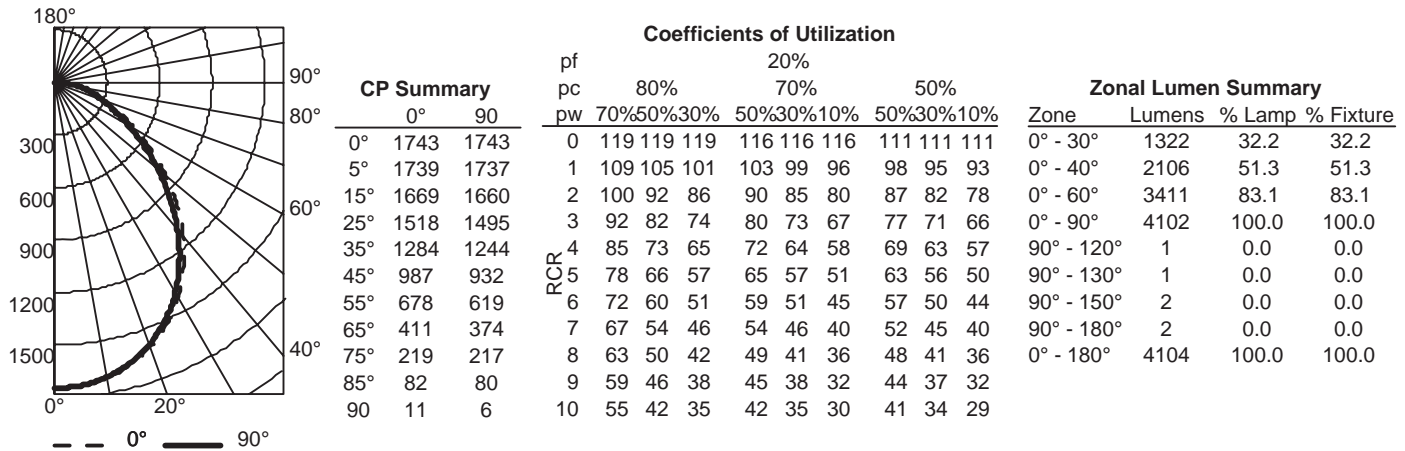 180°
90°
80°
60°
40°
300
600
900
1200
1500
0° 20°
0° 90°
CP Summary
0° 90
0° 1743 1743
5° 1739 1737
15° 1669 1660
25° 1518 1495
35° 1284 1244
45° 987 932
55° 678 619
65° 411 374
75° 219 217
85° 82 80
90 11 6
Coefficients of Utilization
pf 20%
pc 80% 70% 50%
pw 70%50%30% 50%30%10% 50%30%10%
RCR
0 119 119 119 116 116 116 111 111 111
1 109 105 101 103 99 96 98 95 93
2 100 92 86 90 85 80 87 82 78
3 92 82 74 80 73 67 77 71 66
4 85 73 65 72 64 58 69 63 57
5 78 66 57 65 57 51 63 56 50
6 72 60 51 59 51 45 57 50 44
7 67 54 46 54 46 40 52 45 40
8 63 50 42 49 41 36 48 41 36
9 59 46 38 45 38 32 44 37 32
10 55 42 35 42 35 30 41 34 29
Zonal Lumen Summary
Zone Lumens % Lamp % Fixture
0° - 30° 1322 32.2 32.2
0° - 40° 2106 51.3 51.3
0° - 60° 3411 83.1 83.1
0° - 90° 4102 100.0 100.0
90° - 120° 1 0.0 0.0
90° - 130° 1 0.0 0.0
90° - 150° 2 0.0 0.0
90° - 180° 2 0.0 0.0
0° - 180° 4104 100.0 100.0